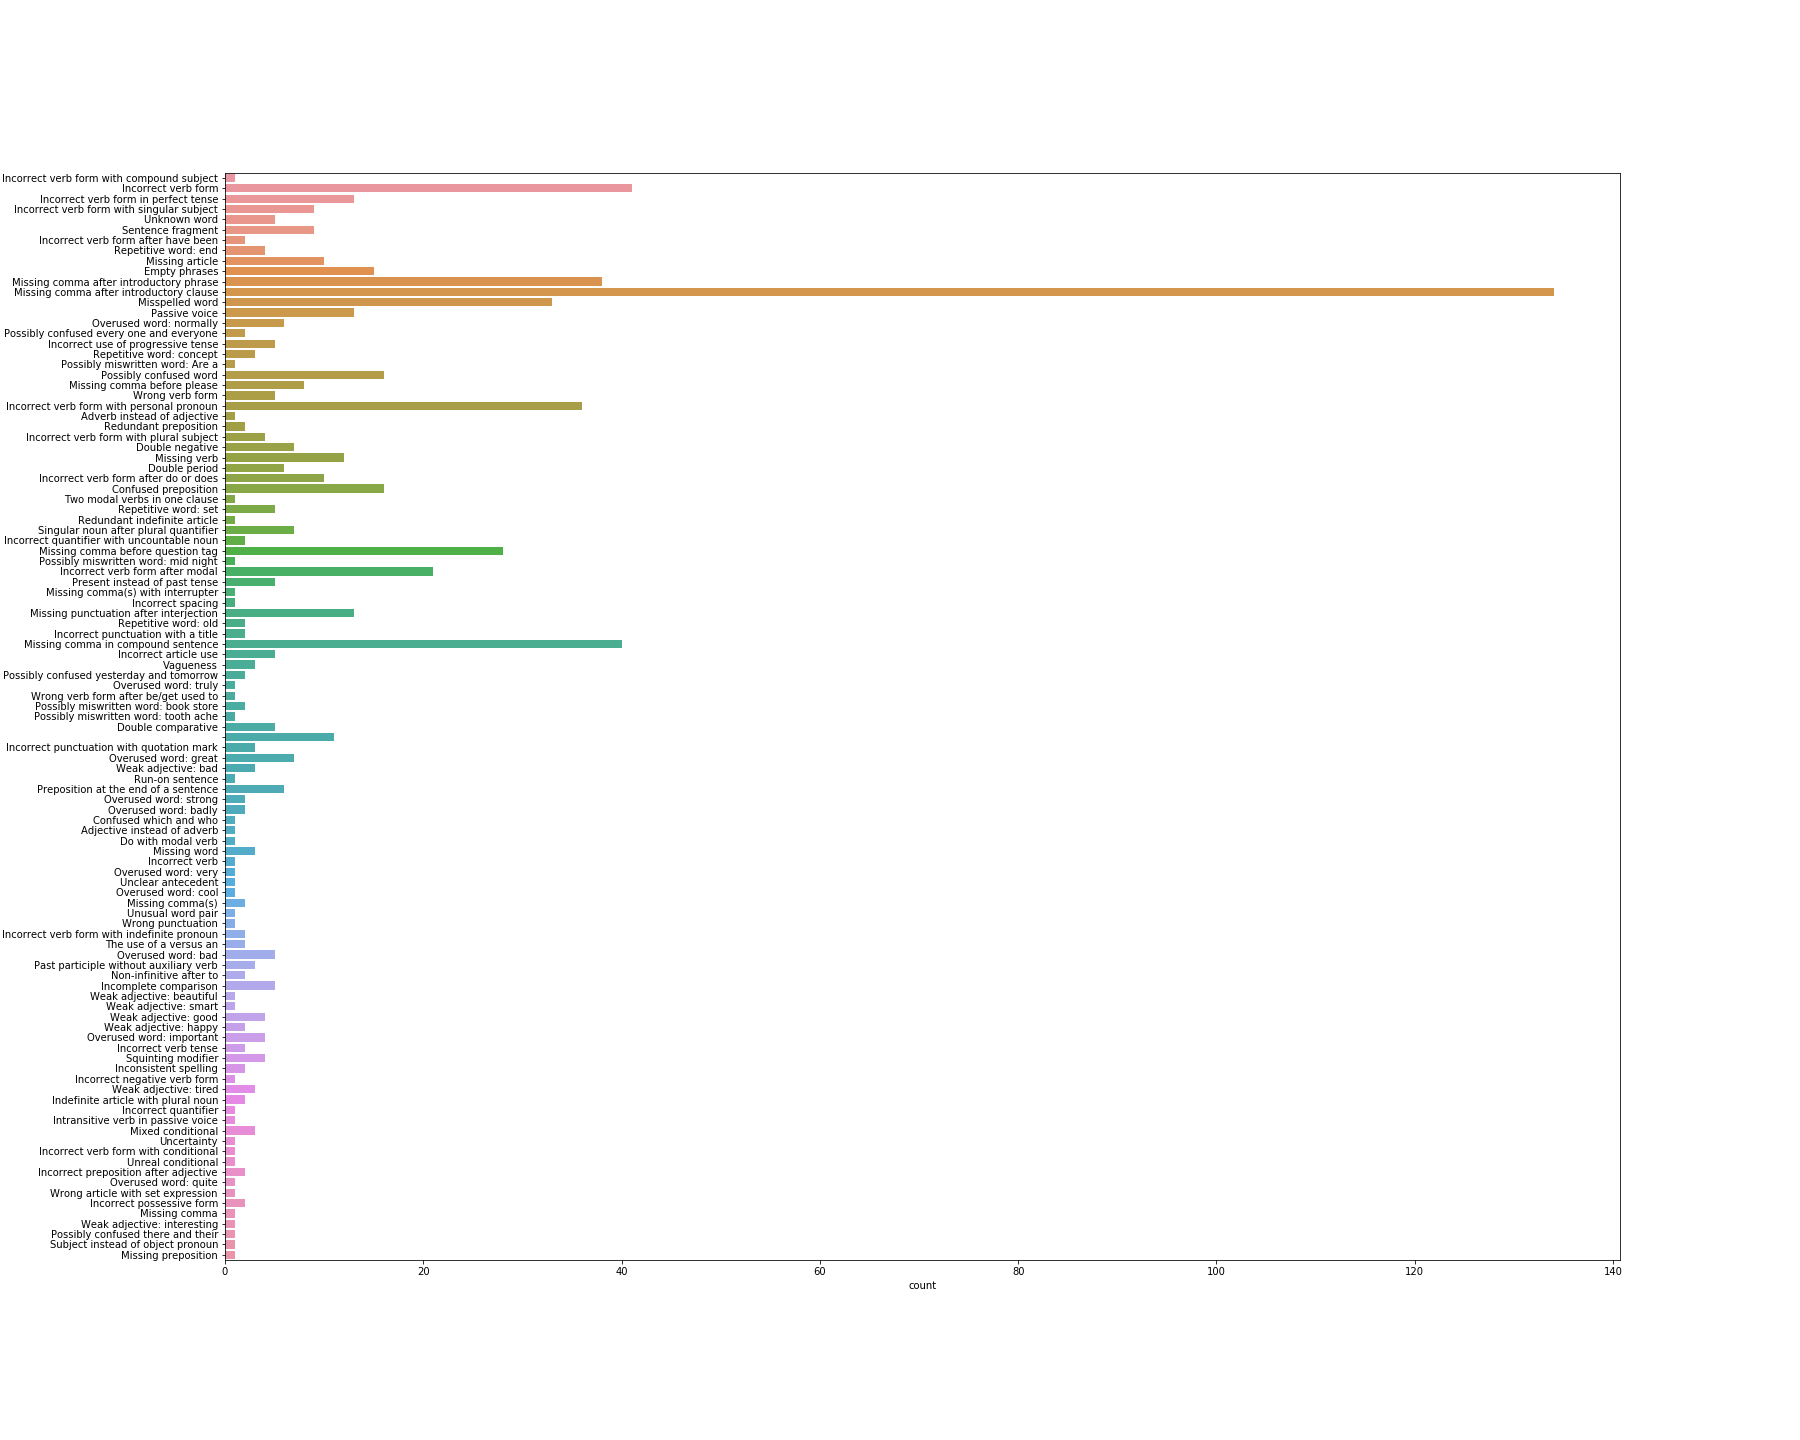 Incorrect verb form with compound subject
Incorrect verb form
Incorrect verb form in perfect tense
Incorrect verb form with singular subject
Unknown word
Sentence fragment
Incorrect verb form after have been
Repetitive word: end
Missing article
Empty phrases
Missing comma after introductory phrase
Missing comma after introductory clause
Misspelled word
Passive voice
Overused word: normally
Possibly confused every one and everyone
Incorrect use of progressive tense
Repetitive word: concept
Possibly miswritten word: Are a
Possibly confused word
Missing comma before please
Wrong verb form
Incorrect verb form with personal pronoun
Adverb instead of adjective
Redundant preposition
Incorrect verb form with plural subject
Double negative
Missing verb
Double period
Incorrect verb form after do or does
Confused preposition
Two modal verbs in one clause
Repetitive word: set
Redundant indefinite article
Singular noun after plural quantifier
Incorrect quantifier with uncountable noun
Missing comma before question tag
Possibly miswritten word: mid night
Incorrect verb form after modal
Present instead of past tense
Missing comma(s) with interrupter
Incorrect spacing
Missing punctuation after interjection
Repetitive word: old
Incorrect punctuation with a title
Missing comma in compound sentence
Incorrect article use
Vagueness
Possibly confused yesterday and tomorrow
Overused word: truly
Wrong verb form after be/get used to
Possibly miswritten word: book store
Possibly miswritten word: tooth ache
Double comparative
Incorrect punctuation with quotation mark
Overused word: great
Weak adjective: bad
Run-on sentence
Preposition at the end of a sentence
Overused word: strong
Overused word: badly
Confused which and who
Adjective instead of adverb
Do with modal verb
Missing word
Incorrect verb
Overused word: very
Unclear antecedent
Overused word: cool
Missing comma(s)
Unusual word pair
Wrong punctuation
Incorrect verb form with indefinite pronoun
The use of a versus an
Overused word: bad
Past participle without auxiliary verb
Non-infinitive after to
Incomplete comparison
Weak adjective: beautiful
Weak adjective: smart
Weak adjective: good
Weak adjective: happy
Overused word: important
Incorrect verb tense
Squinting modifier
Inconsistent spelling
Incorrect negative verb form
Weak adjective: tired
Indefinite article with plural noun
Incorrect quantifier
Intransitive verb in passive voice
Mixed conditional
Uncertainty
Incorrect verb form with conditional
Unreal conditional
Incorrect preposition after adjective
Overused word: quite
Wrong article with set expression
Incorrect possessive form
Missing comma
Weak adjective: interesting
Possibly confused there and their
Subject instead of object pronoun
Missing preposition
0 20 40 60 80 100 120 140
count